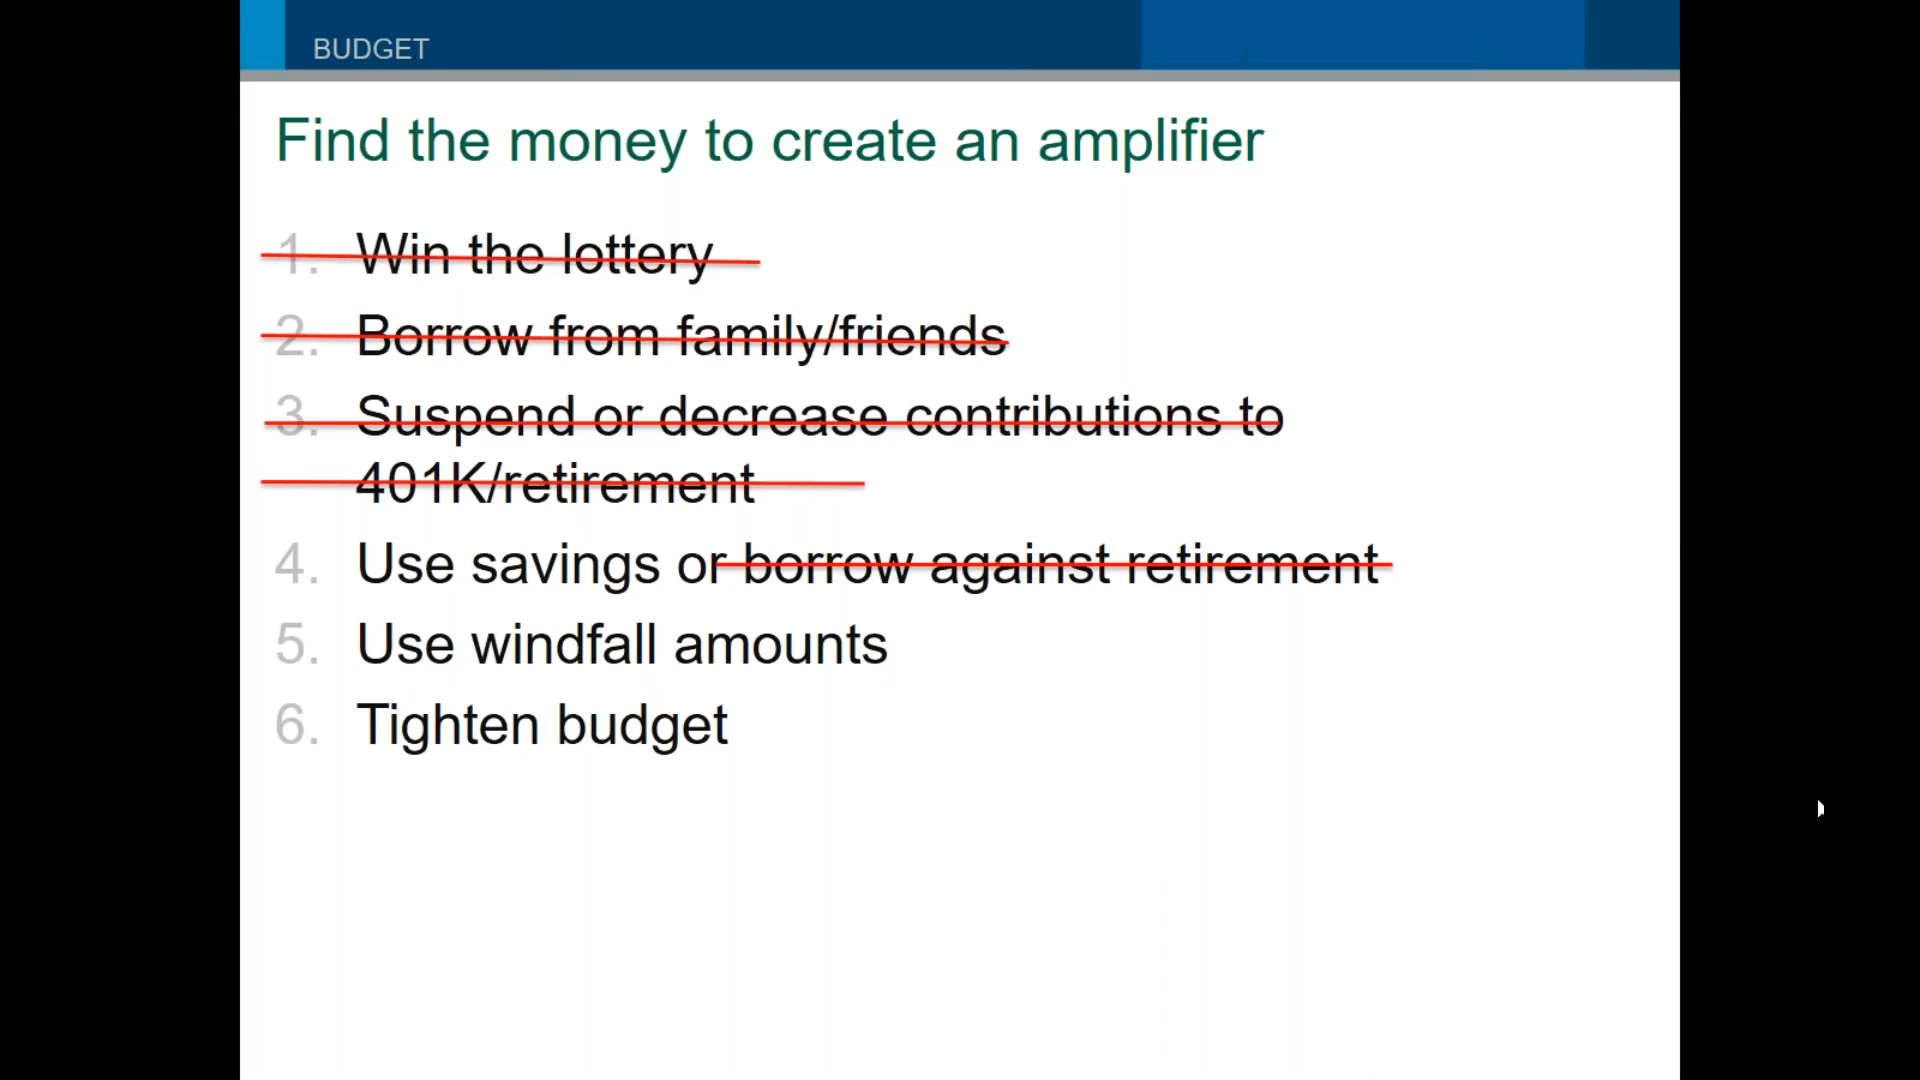 BUDGET
Find the money to create an amplifier
1. Win the lottery
2. Borrow from family/friends
3. Suspend or decrease contributions to
401K/retirement
4. Use savings or borrow against retirement
5. Use windfall amounts
6. Tighten budget